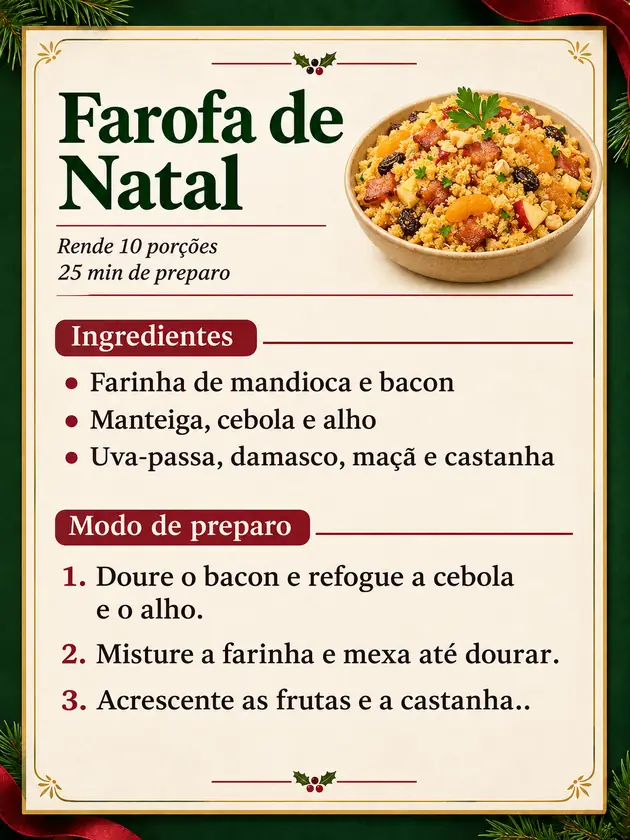 Farofa de
Natal
Rende 10 porções
25 min de preparo
Ingredientes
• Farinha de mandioca e bacon
• Manteiga, cebola e alho
• Uva-passa, damasco, maçã e castanha
Modo de preparo
1. Doure o bacon e refogue a cebola
e o alho.
2. Misture a farinha e mexa até dourar.
3. Acrescente as frutas e a castanha..